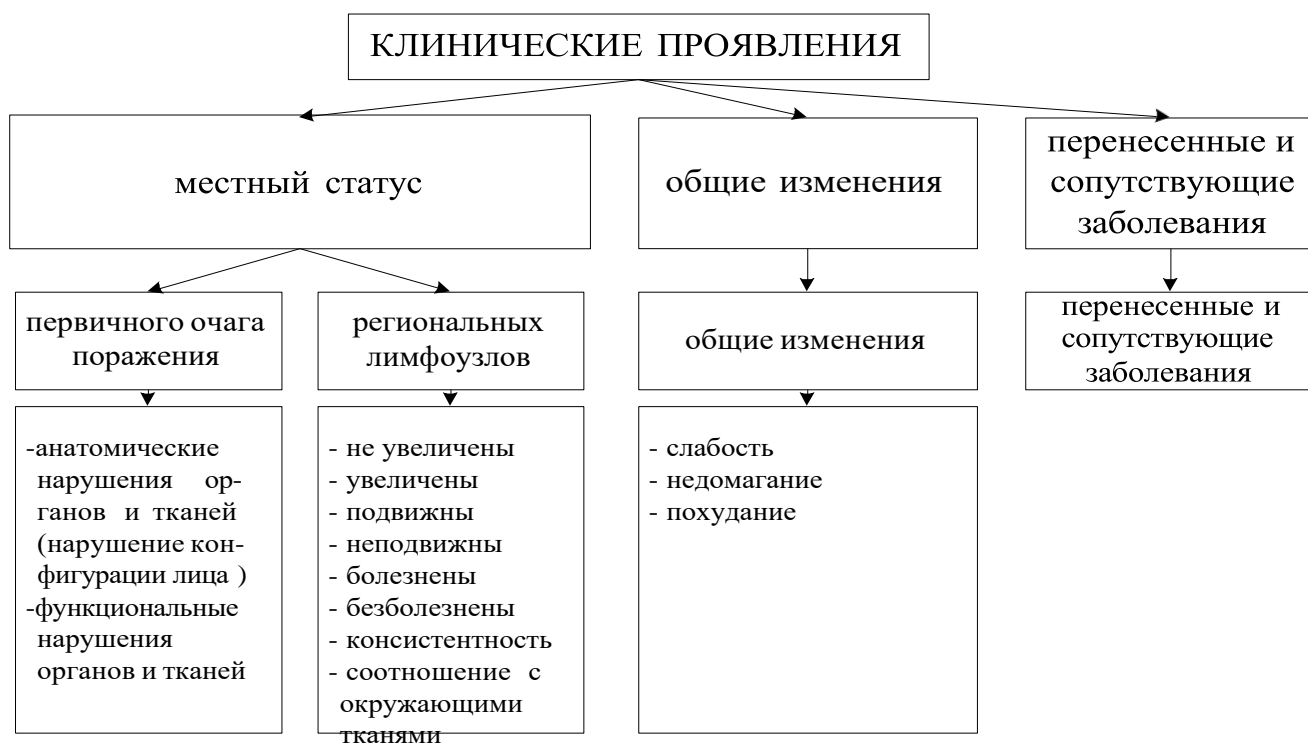 КЛИНИЧЕСКИЕ ПРОЯВЛЕНИЯ
местный статус
общие изменения
перенесенные и
сопутствующие
заболевания
первичного очага
поражения
региональных
лимфоузлов
общие изменения
перенесенные и
сопутствующие
заболевания
-анатомические
нарушения ор-
ганов и тканей
(нарушение кон-
фигурации лица )
-функциональные
нарушения
органов и тканей
- не увеличены
- увеличены
- подвижны
- неподвижны
- болезнены
- безболезнены
- консистентность
- соотношение с
окружающими
тканями
- слабость
- недомагание
- похудание